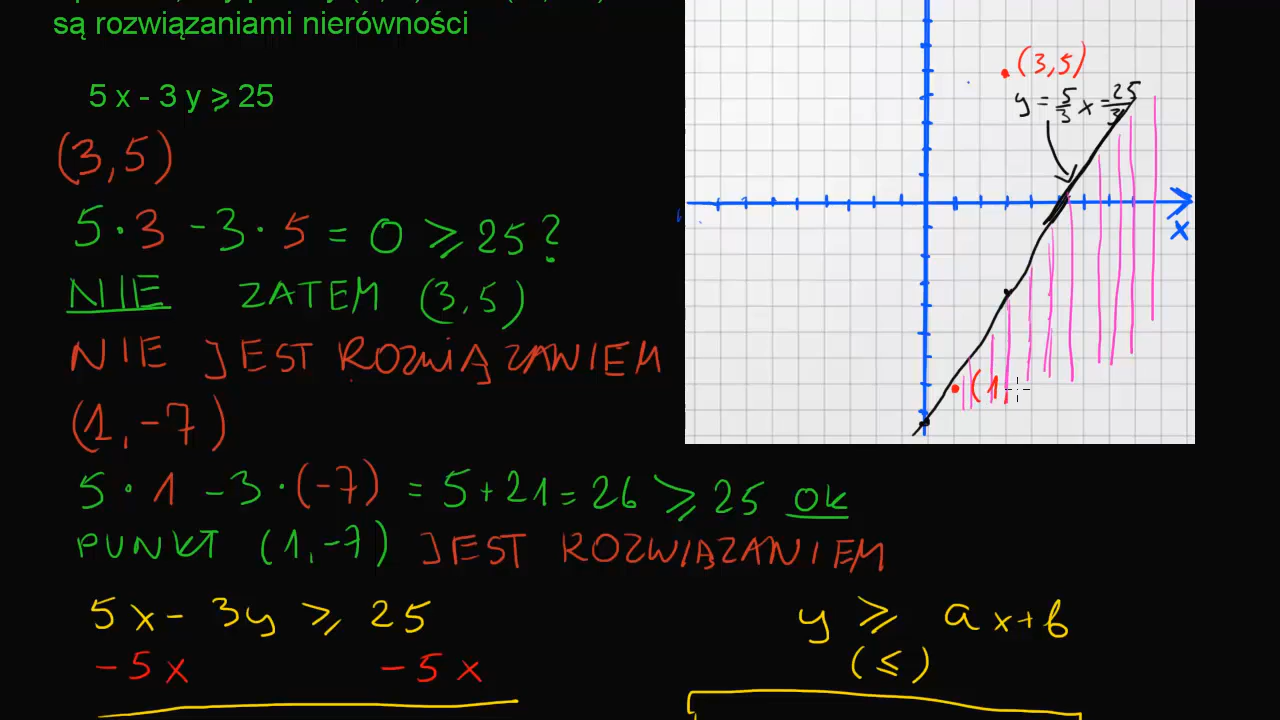 są rozwiązaniami nierówności
5 x - 3 y ⩾ 25
(3,5)
5·3 -3·5 = 0 ⩾ 25?
NIE ZATEM (3,5)
NIE JEST ROZWIĄZANIEM
(1,-7)
5·1 -3·(-7) = 5+21 = 26 ⩾ 25 OK
PUNKT (1,-7) JEST ROZWIĄZANIEM
5x - 3y ⩾ 25
-5x -5x
y ⩾ ax+b
(≤)
(3,5)
y = 5/3 x = 25/3
x
(1